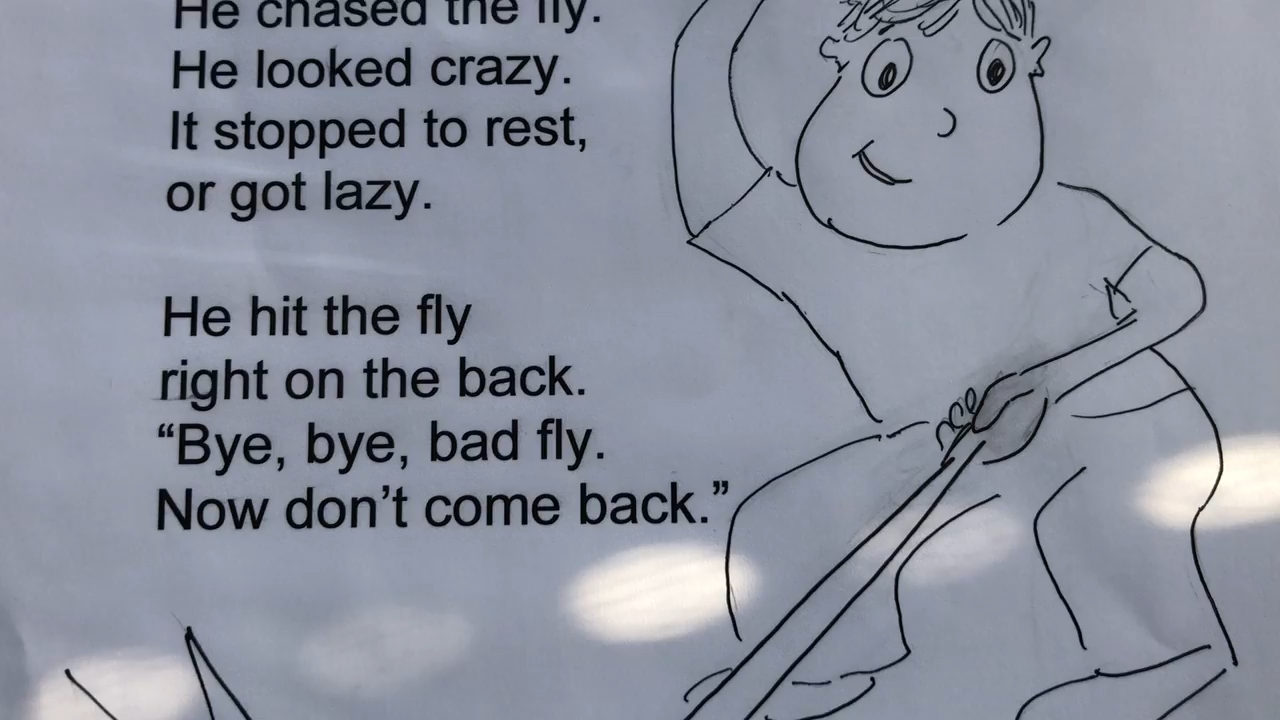 He chased the fly.
He looked crazy.
It stopped to rest,
or got lazy.
He hit the fly
right on the back.
“Bye, bye, bad fly.
Now don’t come back.”